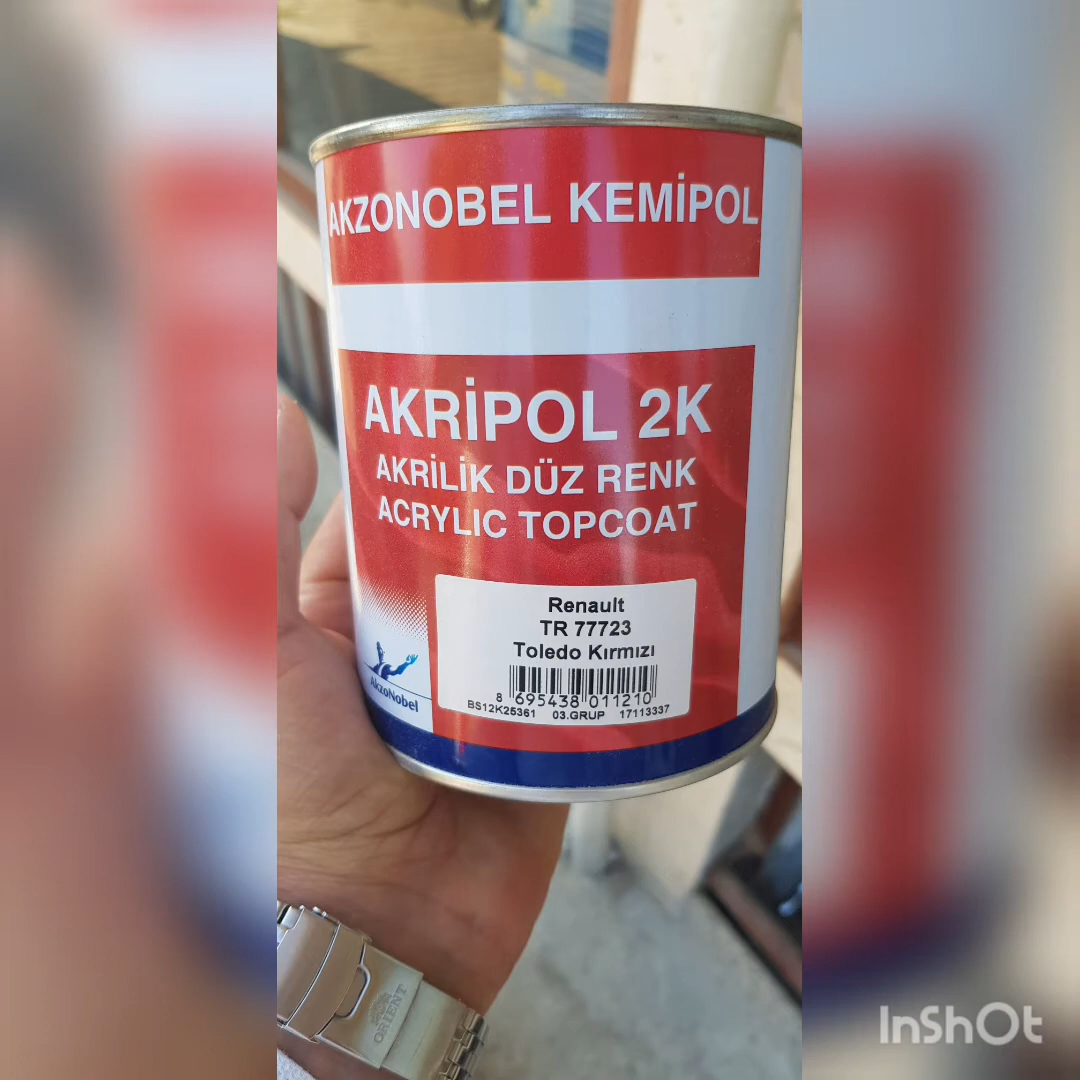 AKZONOBEL KEMİPOL
AKRİPOL 2K
AKRİLİK DÜZ RENK
ACRYLIC TOPCOAT
Renault
TR 77723
Toledo Kırmızı
8 695438 011210
BS12K25361 03.GRUP 17113337
AkzoNobel
ORIENT
InShOt